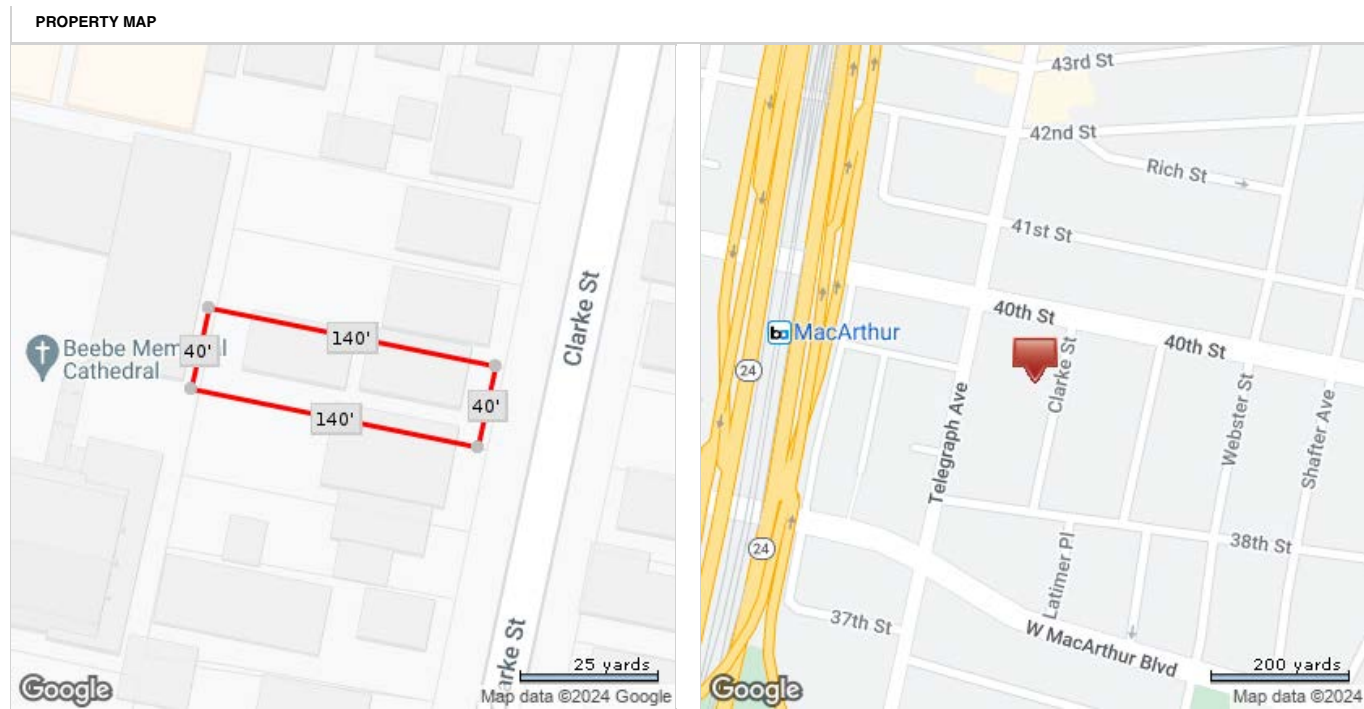 PROPERTY MAP
Clarke St
140'
40'
Beebe Memorial
Cathedral
140'
40'
Clarke St
25 yards
Google
Map data ©2024 Google
43rd St
42nd St
Rich St
41st St
40th St
MacArthur
40th St
24
Clarke St
Webster St
Shafter Ave
Telegraph Ave
24
38th St
Latimer Pl
37th St
W MacArthur Blvd
200 yards
Google
Map data ©2024